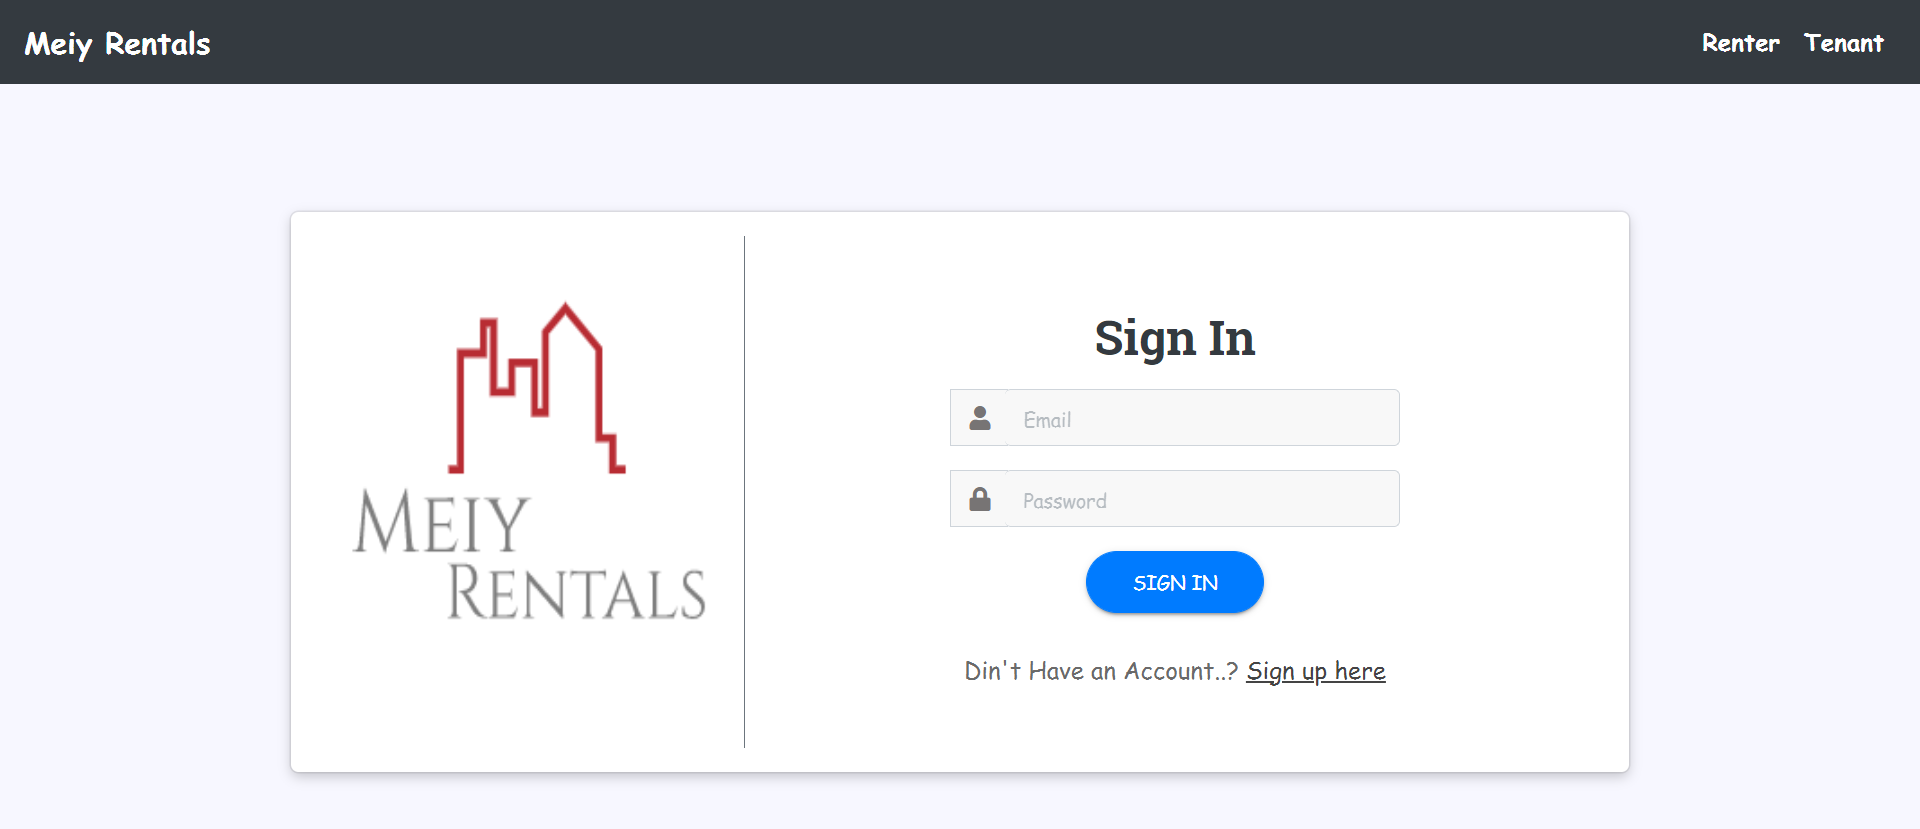 Meiy Rentals
Renter Tenant
MEIY
RENTALS
Sign In
Email
Password
SIGN IN
Din't Have an Account..? Sign up here